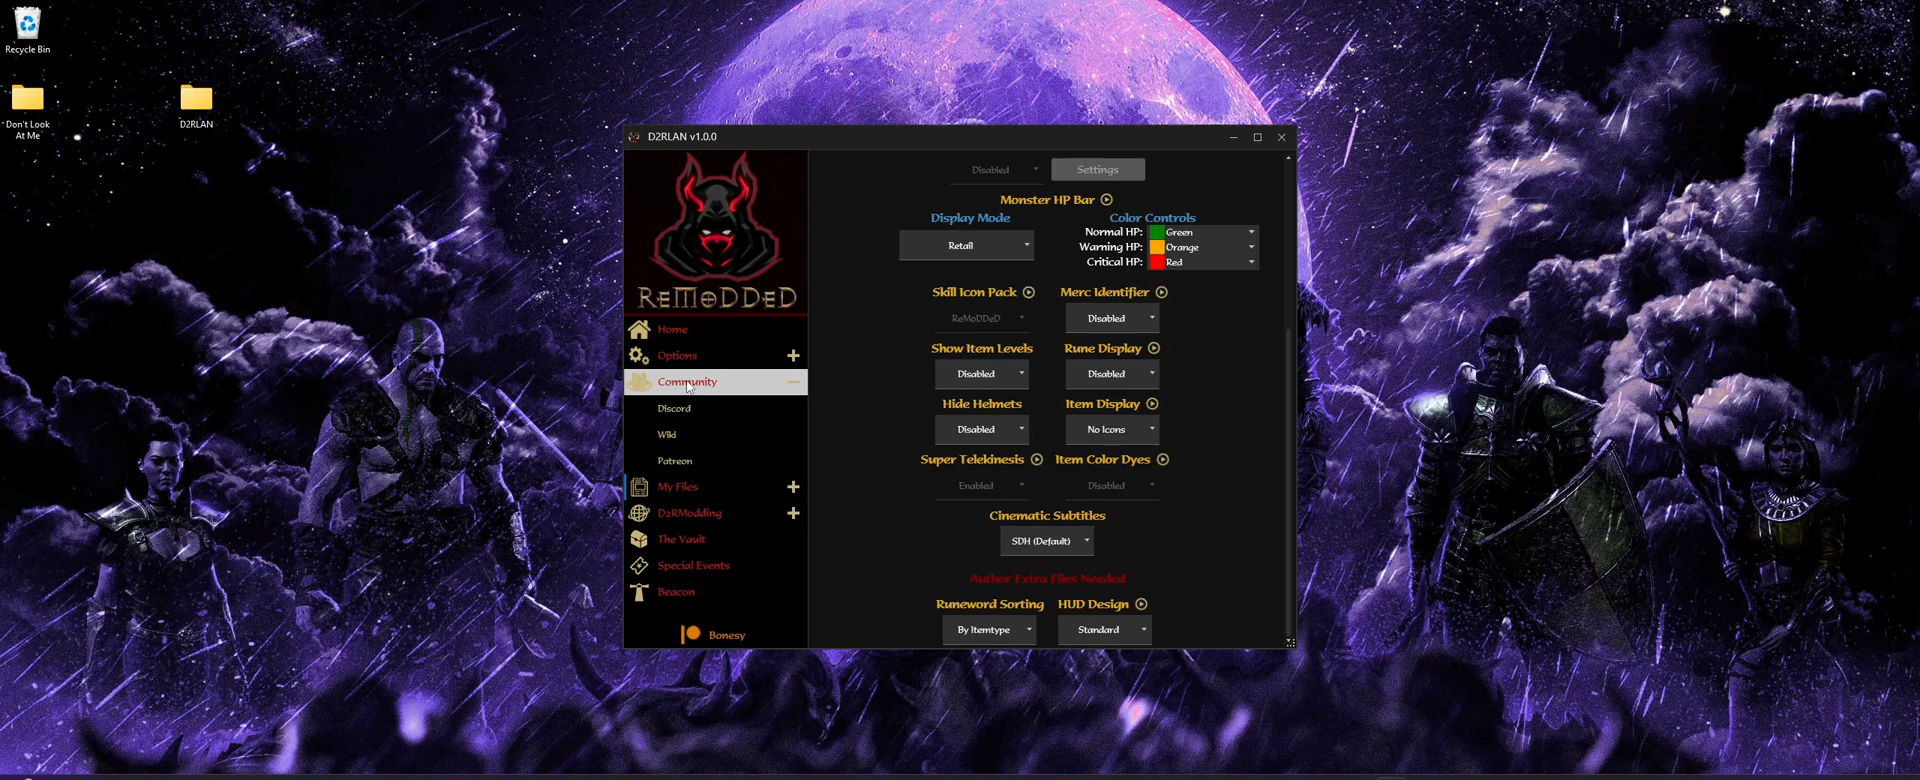 Recycle Bin
Don't Look
At Me
D2RLAN
D2RLAN v1.0.0
ReMoDDeD
Home
Options
Community
Discord
Wiki
Patreon
My Files
D2RModding
The Vault
Special Events
Beacon
Bonesy
Disabled
Settings
Monster HP Bar
Display Mode
Color Controls
Retail
Normal HP: Green
Warning HP: Orange
Critical HP: Red
Skill Icon Pack
Merc Identifier
ReMoDDeD
Disabled
Show Item Levels
Rune Display
Disabled
Disabled
Hide Helmets
Item Display
Disabled
No Icons
Super Telekinesis
Item Color Dyes
Enabled
Disabled
Cinematic Subtitles
SDH (Default)
Author Extra Files Needed
Runeword Sorting
HUD Design
By Itemtype
Standard